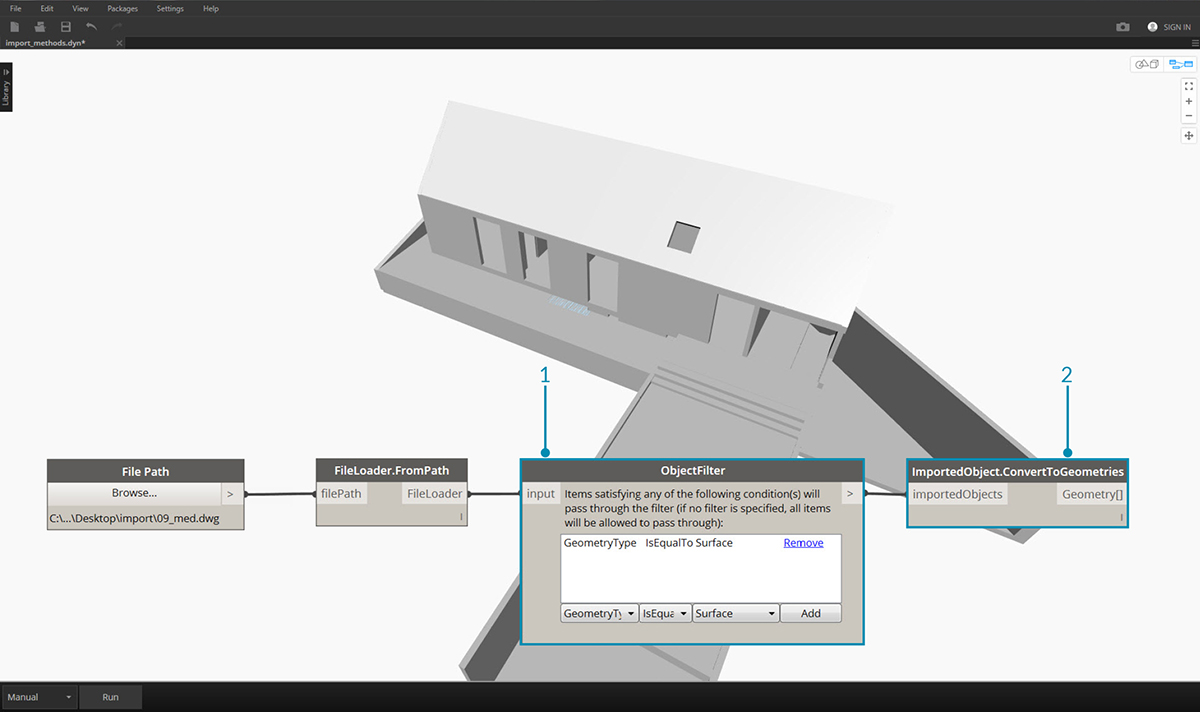 File Edit View Packages Settings Help
SIGN IN
import_methods.dyn*
Library
1
2
File Path
Browse...
>
C:\...\Desktop\import\09_med.dwg
FileLoader.FromPath
filePath
FileLoader
ObjectFilter
input
Items satisfying any of the following condition(s) will
pass through the filter (if no filter is specified, all items
will be allowed to pass through):
>
GeometryType IsEqualTo Surface Remove
GeometryTy IsEqua Surface Add
ImportedObject.ConvertToGeometries
importedObjects
Geometry[]
Manual
Run